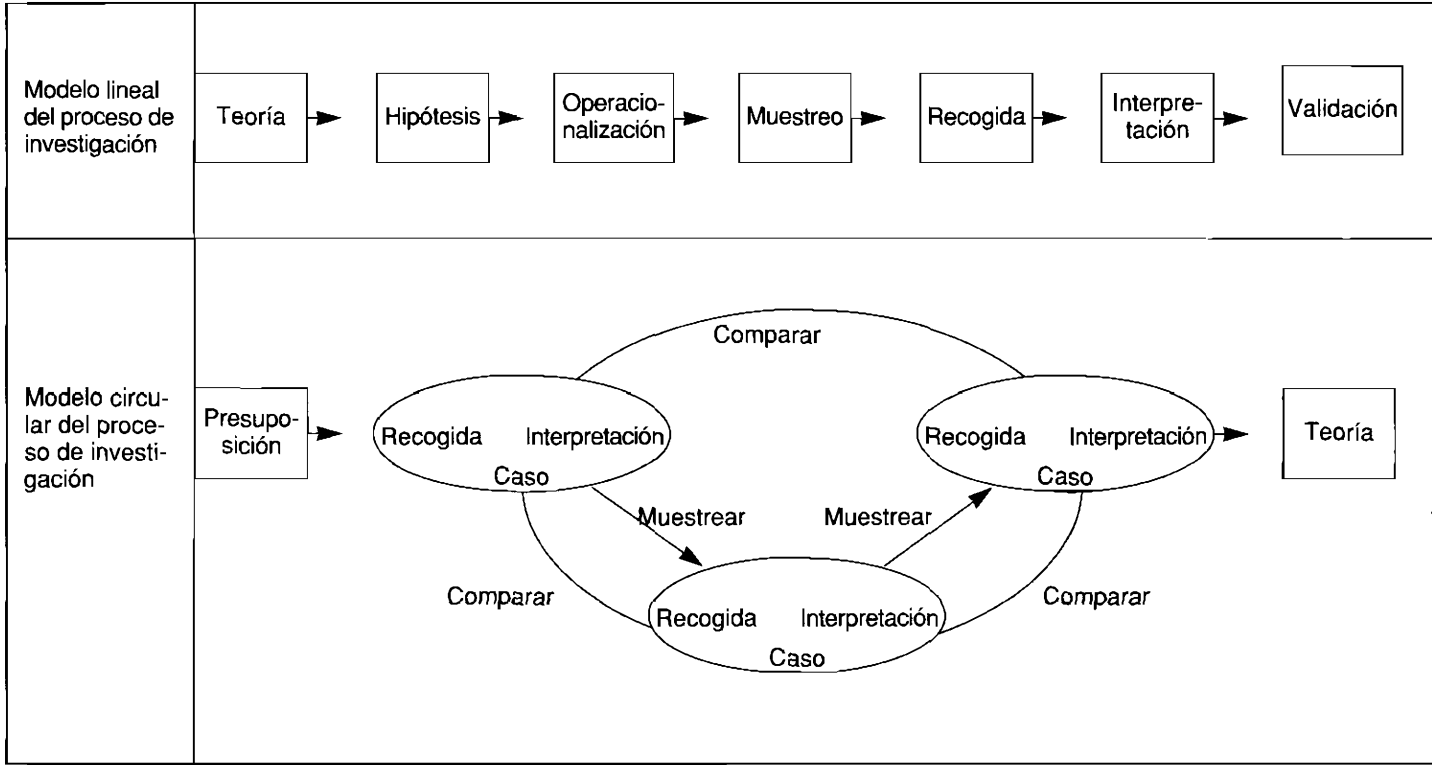 Modelo lineal
del proceso de
investigación
Teoría
Hipótesis
Operacio-
nalización
Muestreo
Recogida
Interpre-
tación
Validación
Modelo circu-
lar del proce-
so de investi-
gación
Presupo-
sición
Comparar
Recogida Interpretación
Caso
Recogida Interpretación
Caso
Teoría
Muestrear
Muestrear
Comparar
Comparar
Recogida Interpretación
Caso